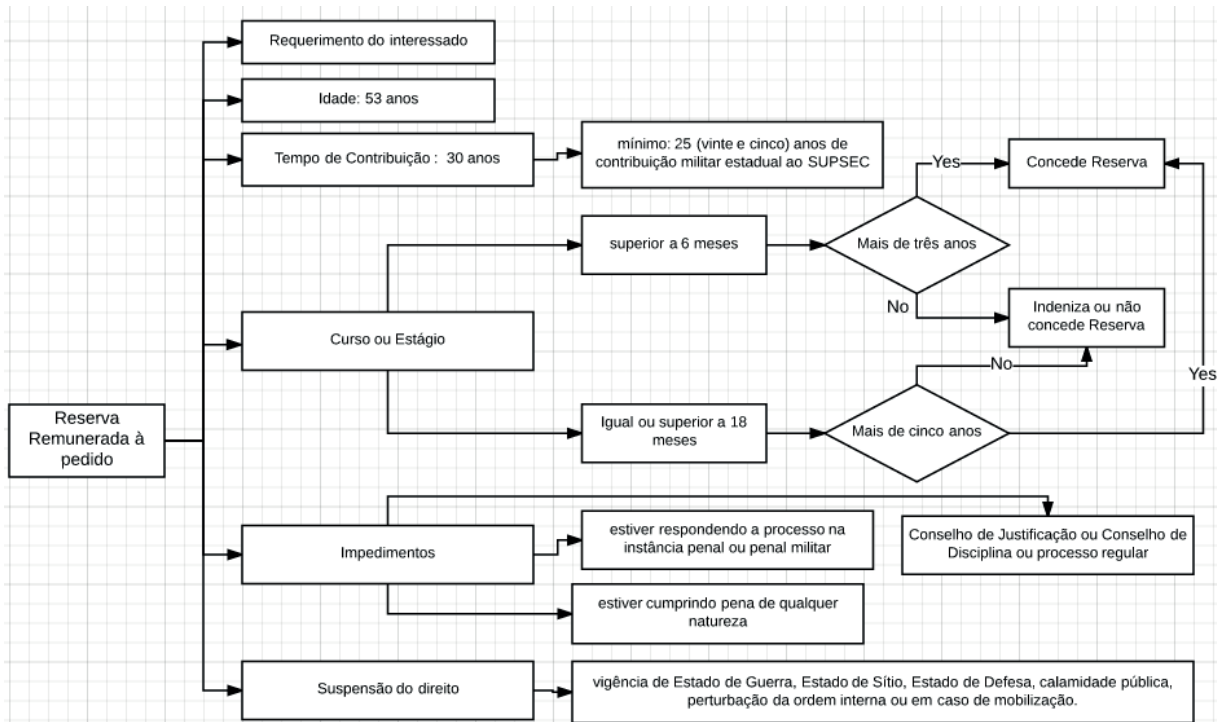 Requerimento do interessado
Idade: 53 anos
Tempo de Contribuição : 30 anos
mínimo: 25 (vinte e cinco) anos de
contribuição militar estadual ao SUPSEC
Yes
Concede Reserva
superior a 6 meses
Mais de três anos
No
Indeniza ou não
concede Reserva
Curso ou Estágio
No
Yes
Reserva
Remunerada à
pedido
Igual ou superior a 18
meses
Mais de cinco anos
Impedimentos
estiver respondendo a processo na
instância penal ou penal militar
Conselho de Justificação ou Conselho de
Disciplina ou processo regular
estiver cumprindo pena de qualquer
natureza
Suspensão do direito
vigência de Estado de Guerra, Estado de Sítio, Estado de Defesa, calamidade pública,
perturbação da ordem interna ou em caso de mobilização.